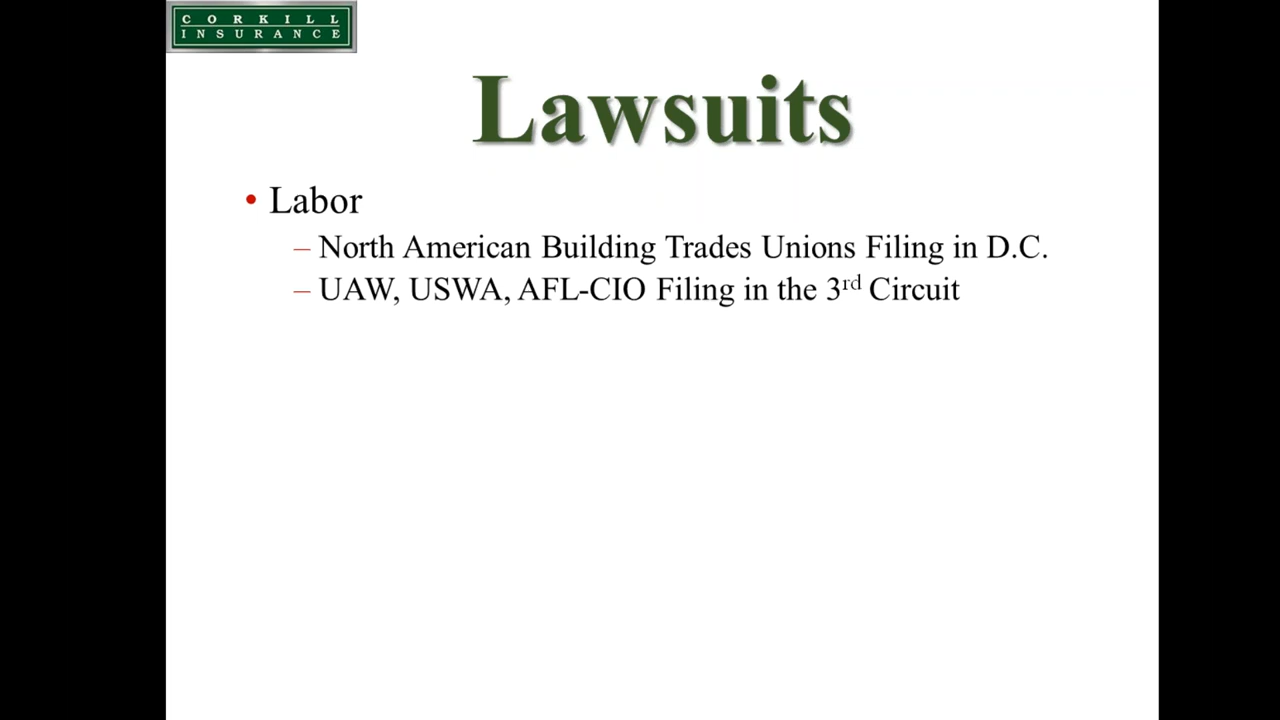 CORKILL
INSURANCE
Lawsuits
• Labor
– North American Building Trades Unions Filing in D.C.
– UAW, USWA, AFL-CIO Filing in the 3rd Circuit